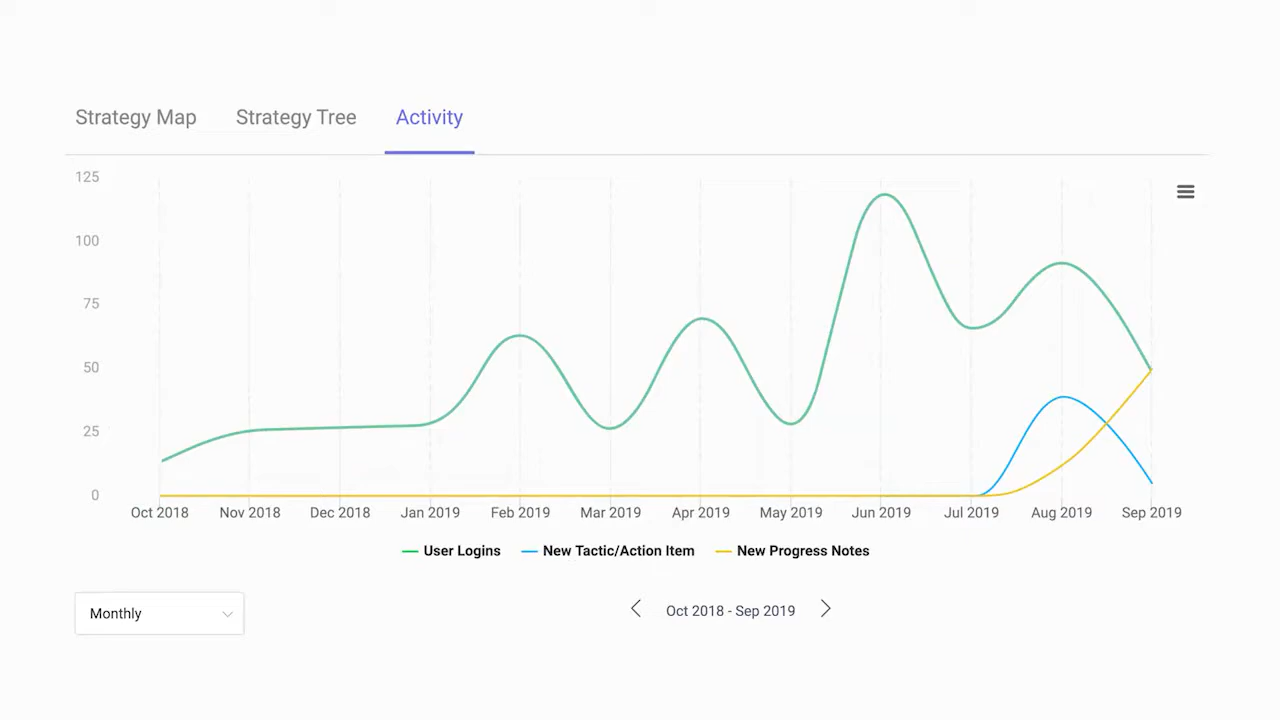 Strategy Map Strategy Tree Activity
125
100
75
50
25
0
Oct 2018 Nov 2018 Dec 2018 Jan 2019 Feb 2019 Mar 2019 Apr 2019 May 2019 Jun 2019 Jul 2019 Aug 2019 Sep 2019
User Logins New Tactic/Action Item New Progress Notes
Monthly Oct 2018 - Sep 2019